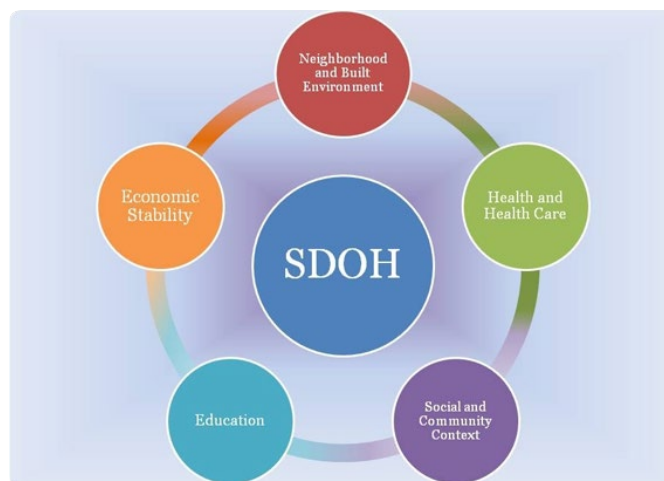 Neighborhood
and Built
Environment
Economic
Stability
Health and
Health Care
SDOH
Education
Social and
Community
Context